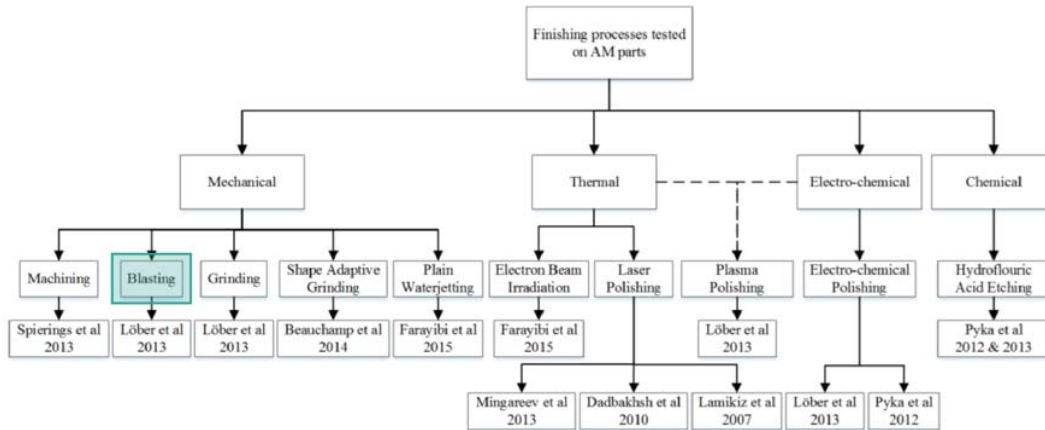 Finishing processes tested
on AM parts
Mechanical
Thermal
Electro-chemical
Chemical
Machining
Blasting
Grinding
Shape Adaptive
Grinding
Plain
Waterjetting
Electron Beam
Irradiation
Laser
Polishing
Plasma
Polishing
Electro-chemical
Polishing
Hydroflouric
Acid Etching
Spierings et al
2013
Löber et al
2013
Löber et al
2013
Beauchamp et al
2014
Farayibi et al
2015
Farayibi et al
2015
Löber et al
2013
Pyka et al
2012 & 2013
Mingareev et al
2013
Dadbakhsh et al
2010
Lamikiz et al
2007
Löber et al
2013
Pyka et al
2012